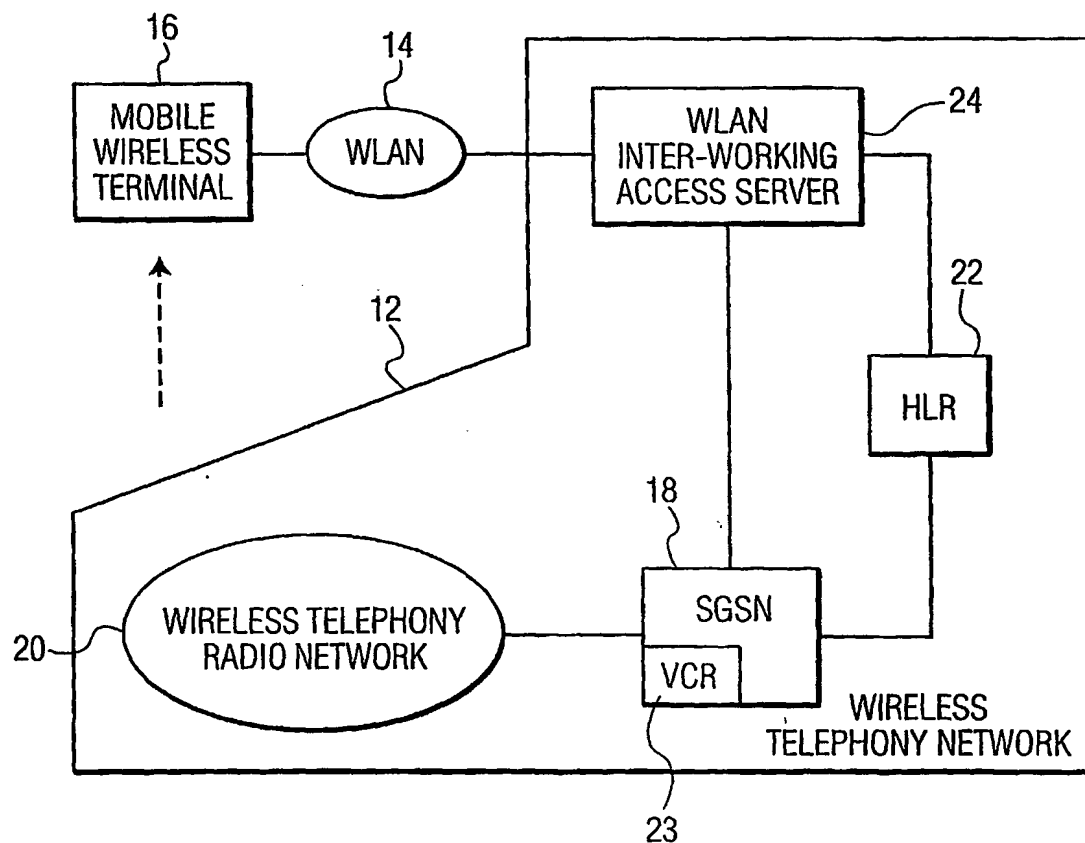 16
14
24
MOBILE
WIRELESS
TERMINAL
WLAN
WLAN
INTER-WORKING
ACCESS SERVER
22
12
HLR
18
SGSN
20
WIRELESS TELEPHONY
RADIO NETWORK
VCR
WIRELESS
TELEPHONY NETWORK
23